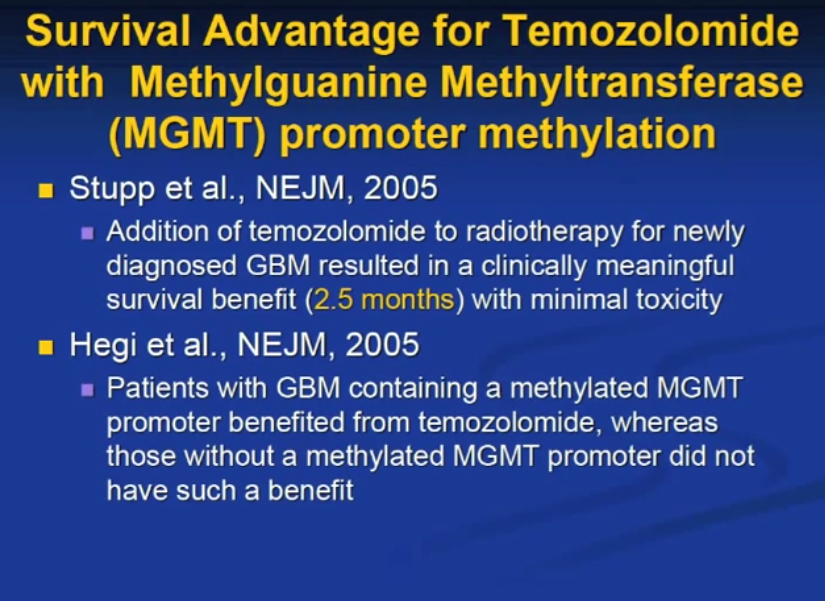 Survival Advantage for Temozolomide
with Methylguanine Methyltransferase
(MGMT) promoter methylation
Stupp et al., NEJM, 2005
Addition of temozolomide to radiotherapy for newly
diagnosed GBM resulted in a clinically meaningful
survival benefit (2.5 months) with minimal toxicity
Hegi et al., NEJM, 2005
Patients with GBM containing a methylated MGMT
promoter benefited from temozolomide, whereas
those without a methylated MGMT promoter did not
have such a benefit